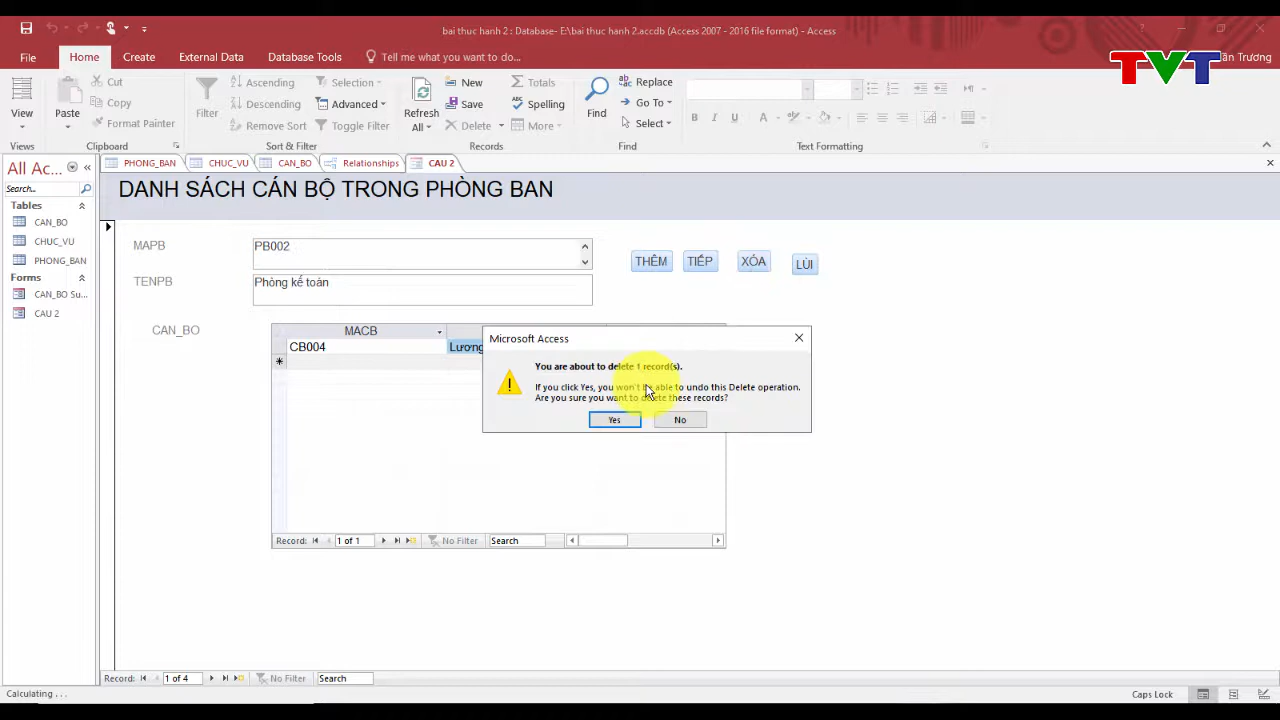 bai thuc hanh 2 : Database- E:\bai thuc hanh 2.accdb (Access 2007 - 2016 file format) - Access
TVT
File Home Create External Data Database Tools Tell me what you want to do... Trương
View
Views
Paste
Cut
Copy
Format Painter
Clipboard
Filter
Ascending
Descending
Remove Sort
Selection
Advanced
Toggle Filter
Sort & Filter
Refresh
All
New
Save
Delete
Totals
Spelling
More
Records
Find
Replace
Go To
Select
Find
B I U A
Text Formatting
All Ac...
Search..
Tables
CAN_BO
CHUC_VU
PHONG_BAN
Forms
CAN_BO Su...
CAU 2
PHONG_BAN CHUC_VU CAN_BO Relationships CAU 2
DANH SÁCH CÁN BỘ TRONG PHÒNG BAN
MAPB PB002
THÊM TIẾP XÓA LÙI
TENPB Phòng kế toán
CAN_BO
MACB
CB004 Lương
Microsoft Access
You are about to delete 1 record(s).
If you click Yes, you won't be able to undo this Delete operation.
Are you sure you want to delete these records?
Yes No
Record: 1 of 1 No Filter Search
Record: 1 of 4 No Filter Search
Calculating . . . Caps Lock